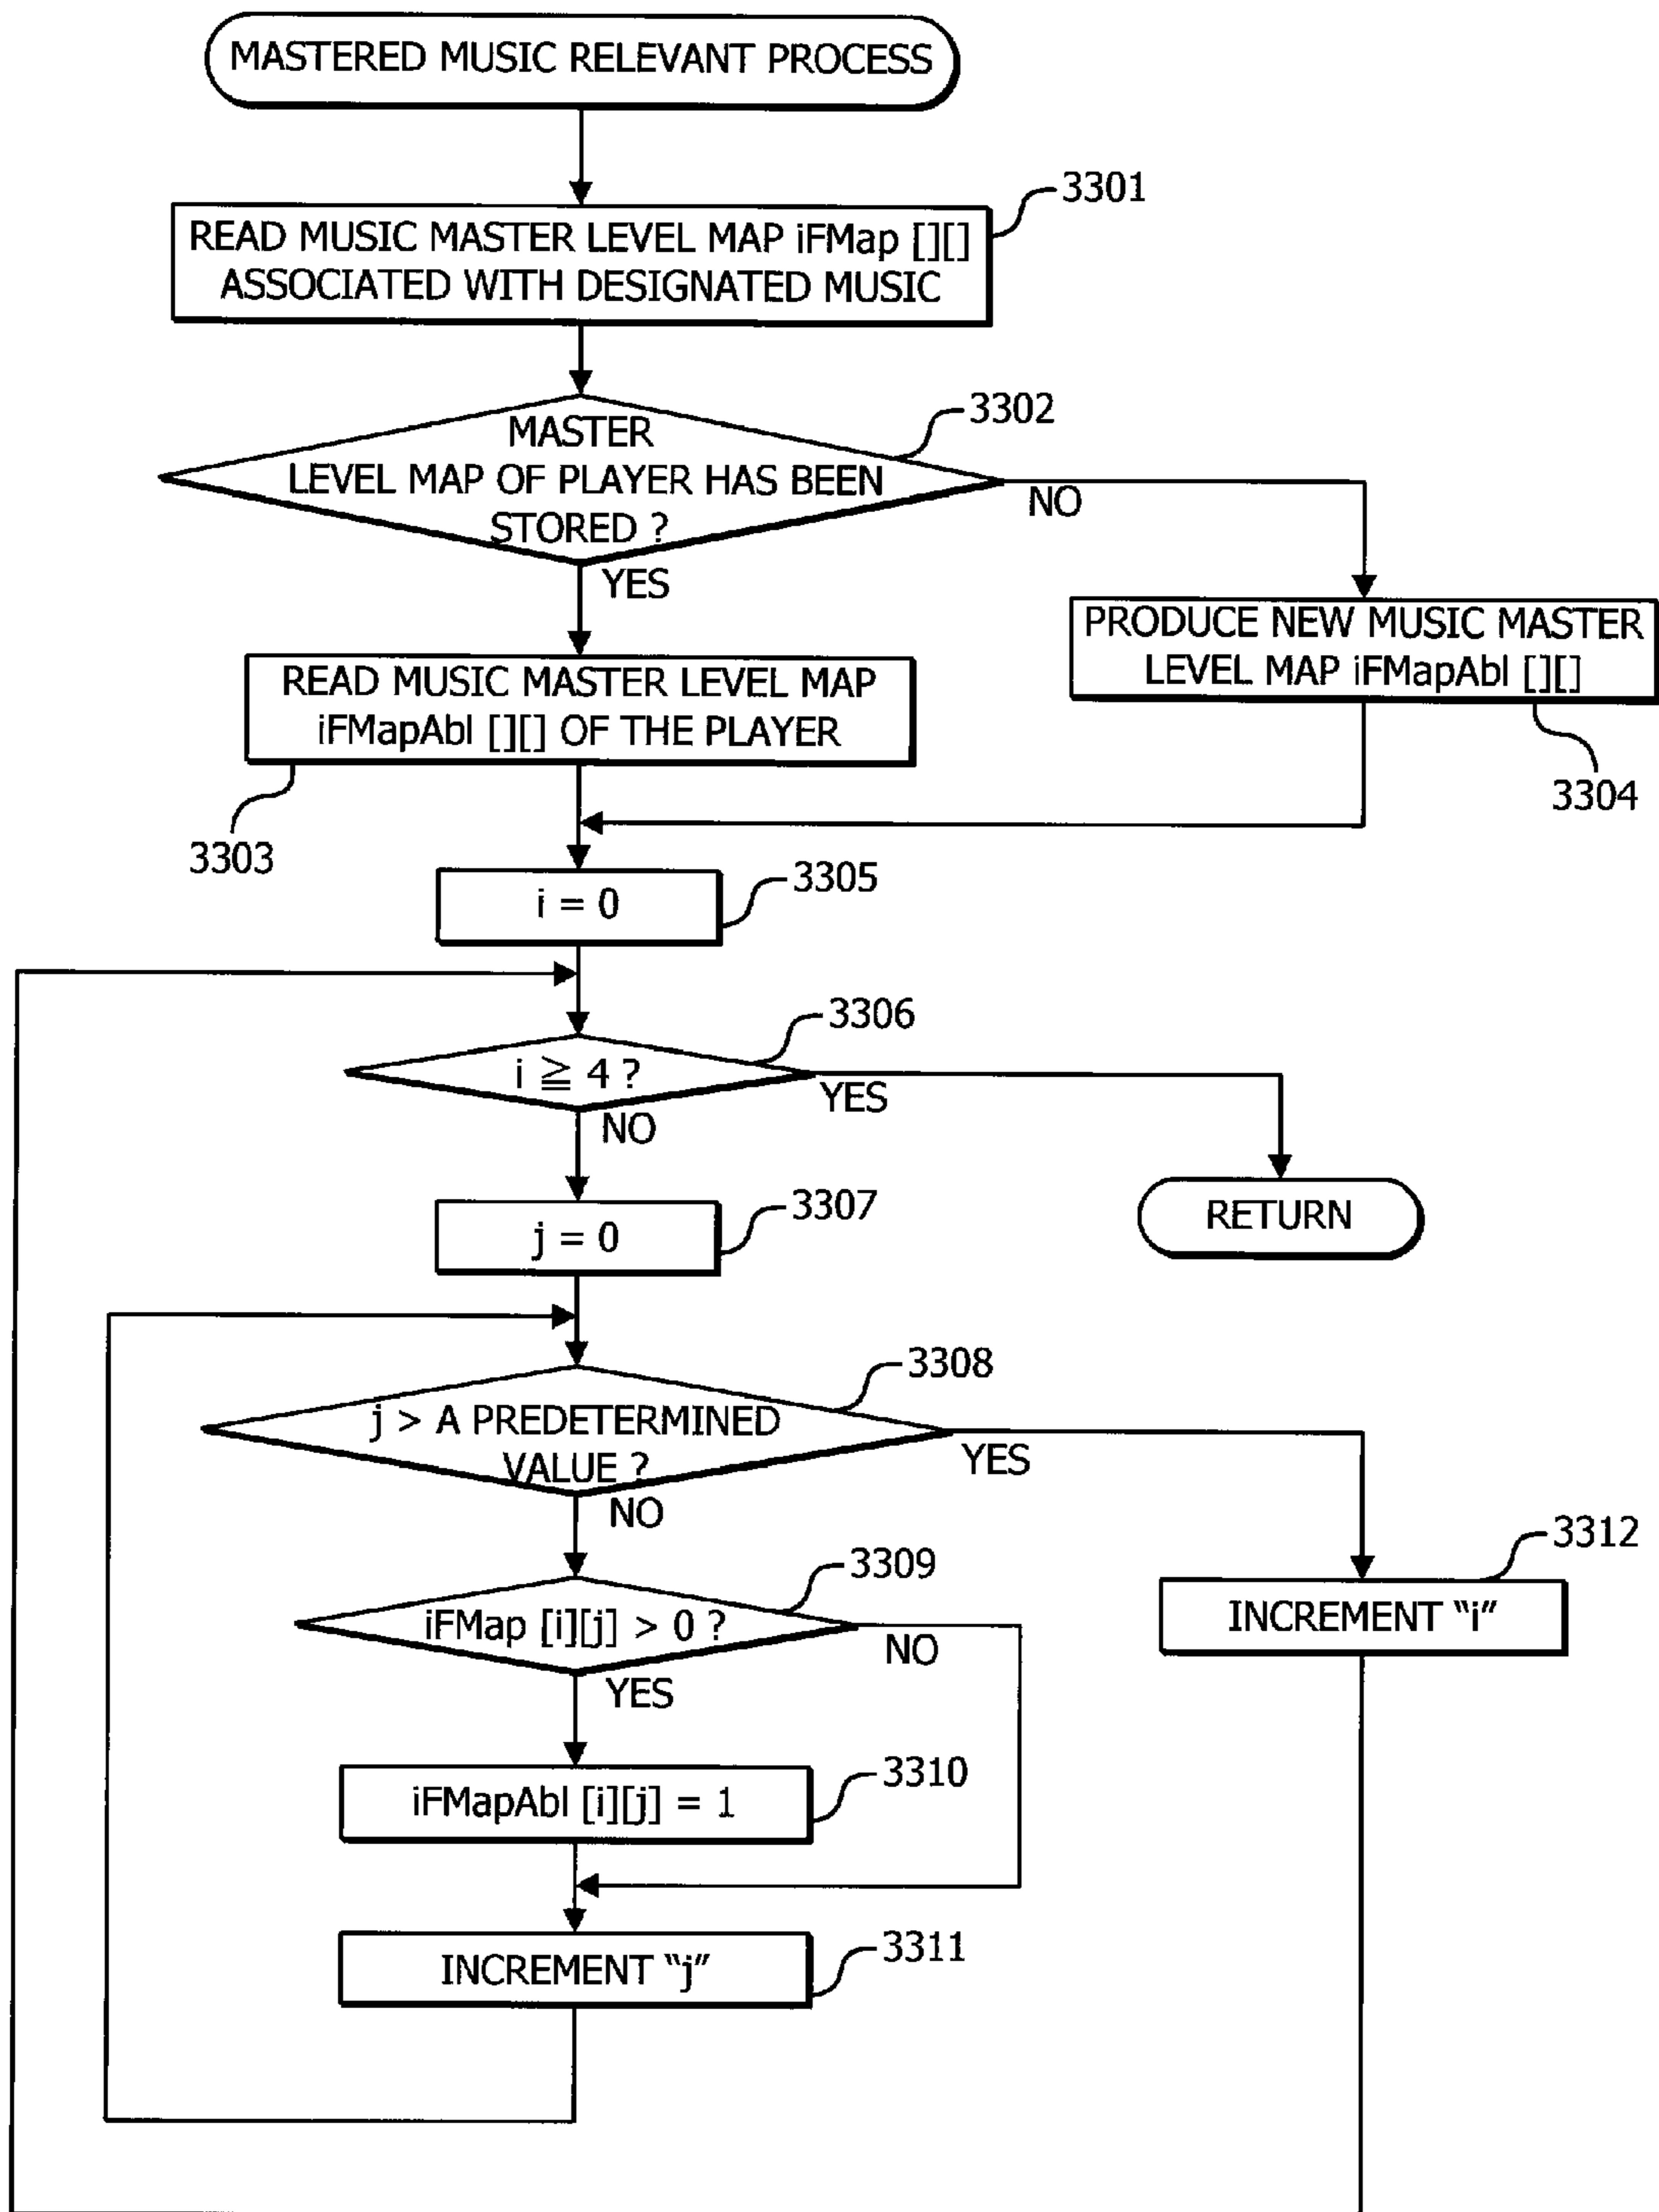 MASTERED MUSIC RELEVANT PROCESS
3301
READ MUSIC MASTER LEVEL MAP iFMap [][]
ASSOCIATED WITH DESIGNATED MUSIC
3302
MASTER
LEVEL MAP OF PLAYER HAS BEEN
STORED ?
NO
YES
PRODUCE NEW MUSIC MASTER
LEVEL MAP iFMapAbl [][]
3304
READ MUSIC MASTER LEVEL MAP
iFMapAbl [][] OF THE PLAYER
3303
3305
i = 0
3306
i ≧ 4 ?
YES
NO
RETURN
3307
j = 0
3308
j > A PREDETERMINED
VALUE ?
YES
NO
3312
INCREMENT “i”
3309
iFMap [i][j] > 0 ?
NO
YES
3310
iFMapAbl [i][j] = 1
3311
INCREMENT “j”